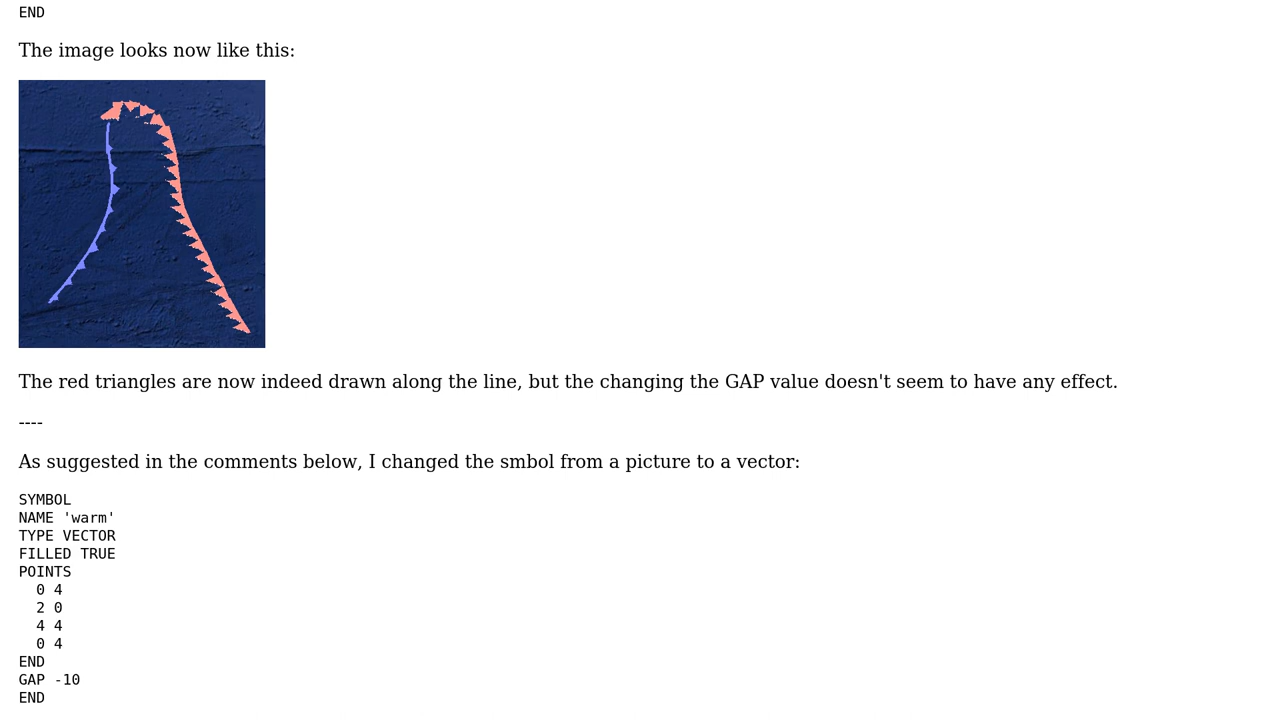 END
The image looks now like this:
The red triangles are now indeed drawn along the line, but the changing the GAP value doesn't seem to have any effect.
----
As suggested in the comments below, I changed the smbol from a picture to a vector:
SYMBOL
NAME 'warm'
TYPE VECTOR
FILLED TRUE
POINTS
  0 4
  2 0
  4 4
  0 4
END
GAP -10
END